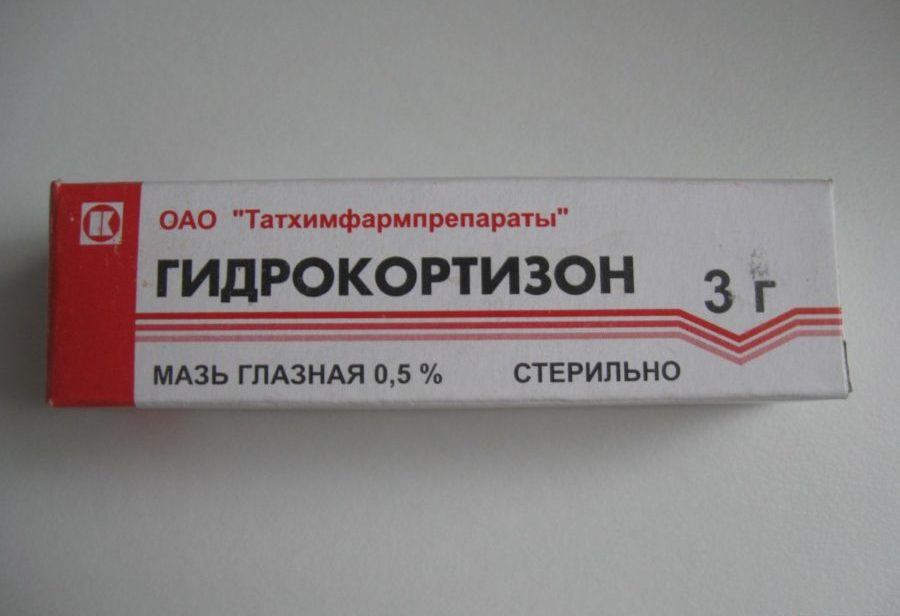 ОАО "Татхимфармпрепараты"
ГИДРОКОРТИЗОН
3 г
МАЗЬ ГЛАЗНАЯ 0,5 %
СТЕРИЛЬНО